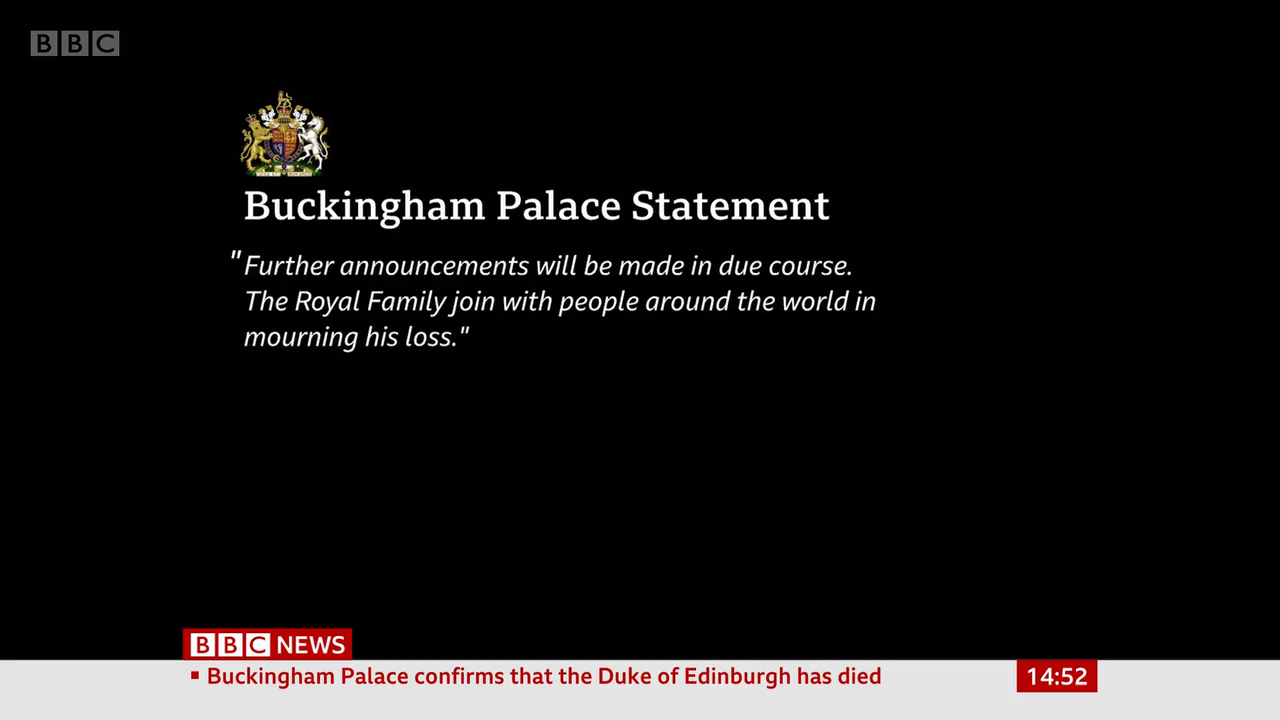 BBC
Buckingham Palace Statement
"Further announcements will be made in due course.
The Royal Family join with people around the world in
mourning his loss."
BBC NEWS
Buckingham Palace confirms that the Duke of Edinburgh has died
14:52